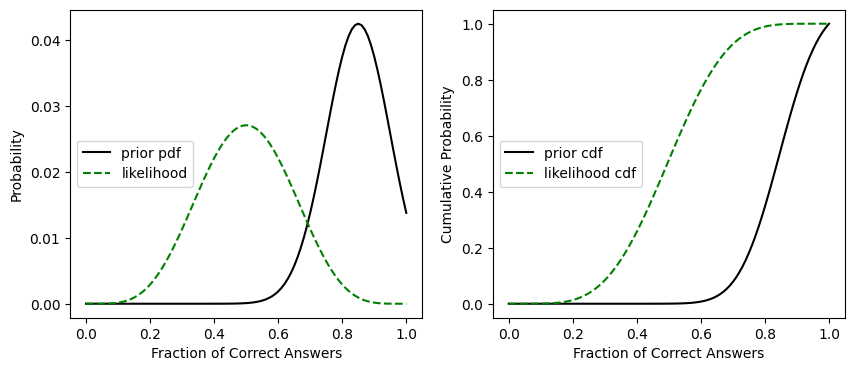 0.04
0.03
0.02
0.01
0.00
Probability
prior pdf
likelihood
0.0 0.2 0.4 0.6 0.8 1.0
Fraction of Correct Answers
1.0
0.8
0.6
0.4
0.2
0.0
Cumulative Probability
prior cdf
likelihood cdf
0.0 0.2 0.4 0.6 0.8 1.0
Fraction of Correct Answers